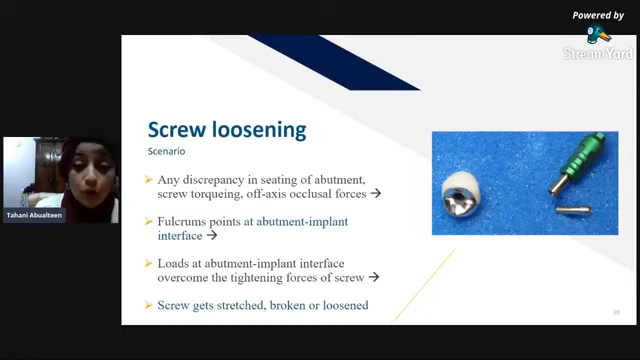 Powered by
StreamYard
Screw loosening
Scenario
Any discrepancy in seating of abutment,
screw torqueing, off-axis occlusal forces →
Fulcrums points at abutment-implant
interface →
Loads at abutment-implant interface
overcome the tightening forces of screw →
Screw gets stretched, broken or loosened
Tahani Abualteen
20